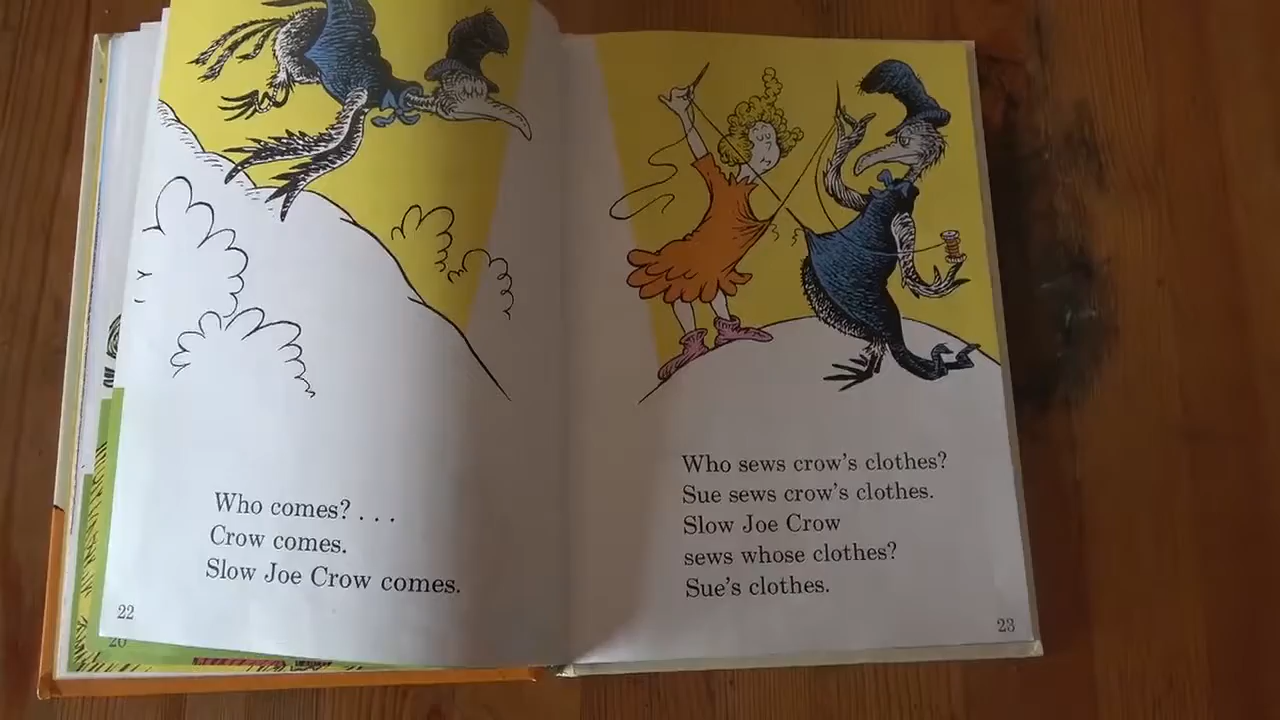 Who comes? . . .
Crow comes.
Slow Joe Crow comes.
22
20
Who sews crow's clothes?
Sue sews crow's clothes.
Slow Joe Crow
sews whose clothes?
Sue's clothes.
23